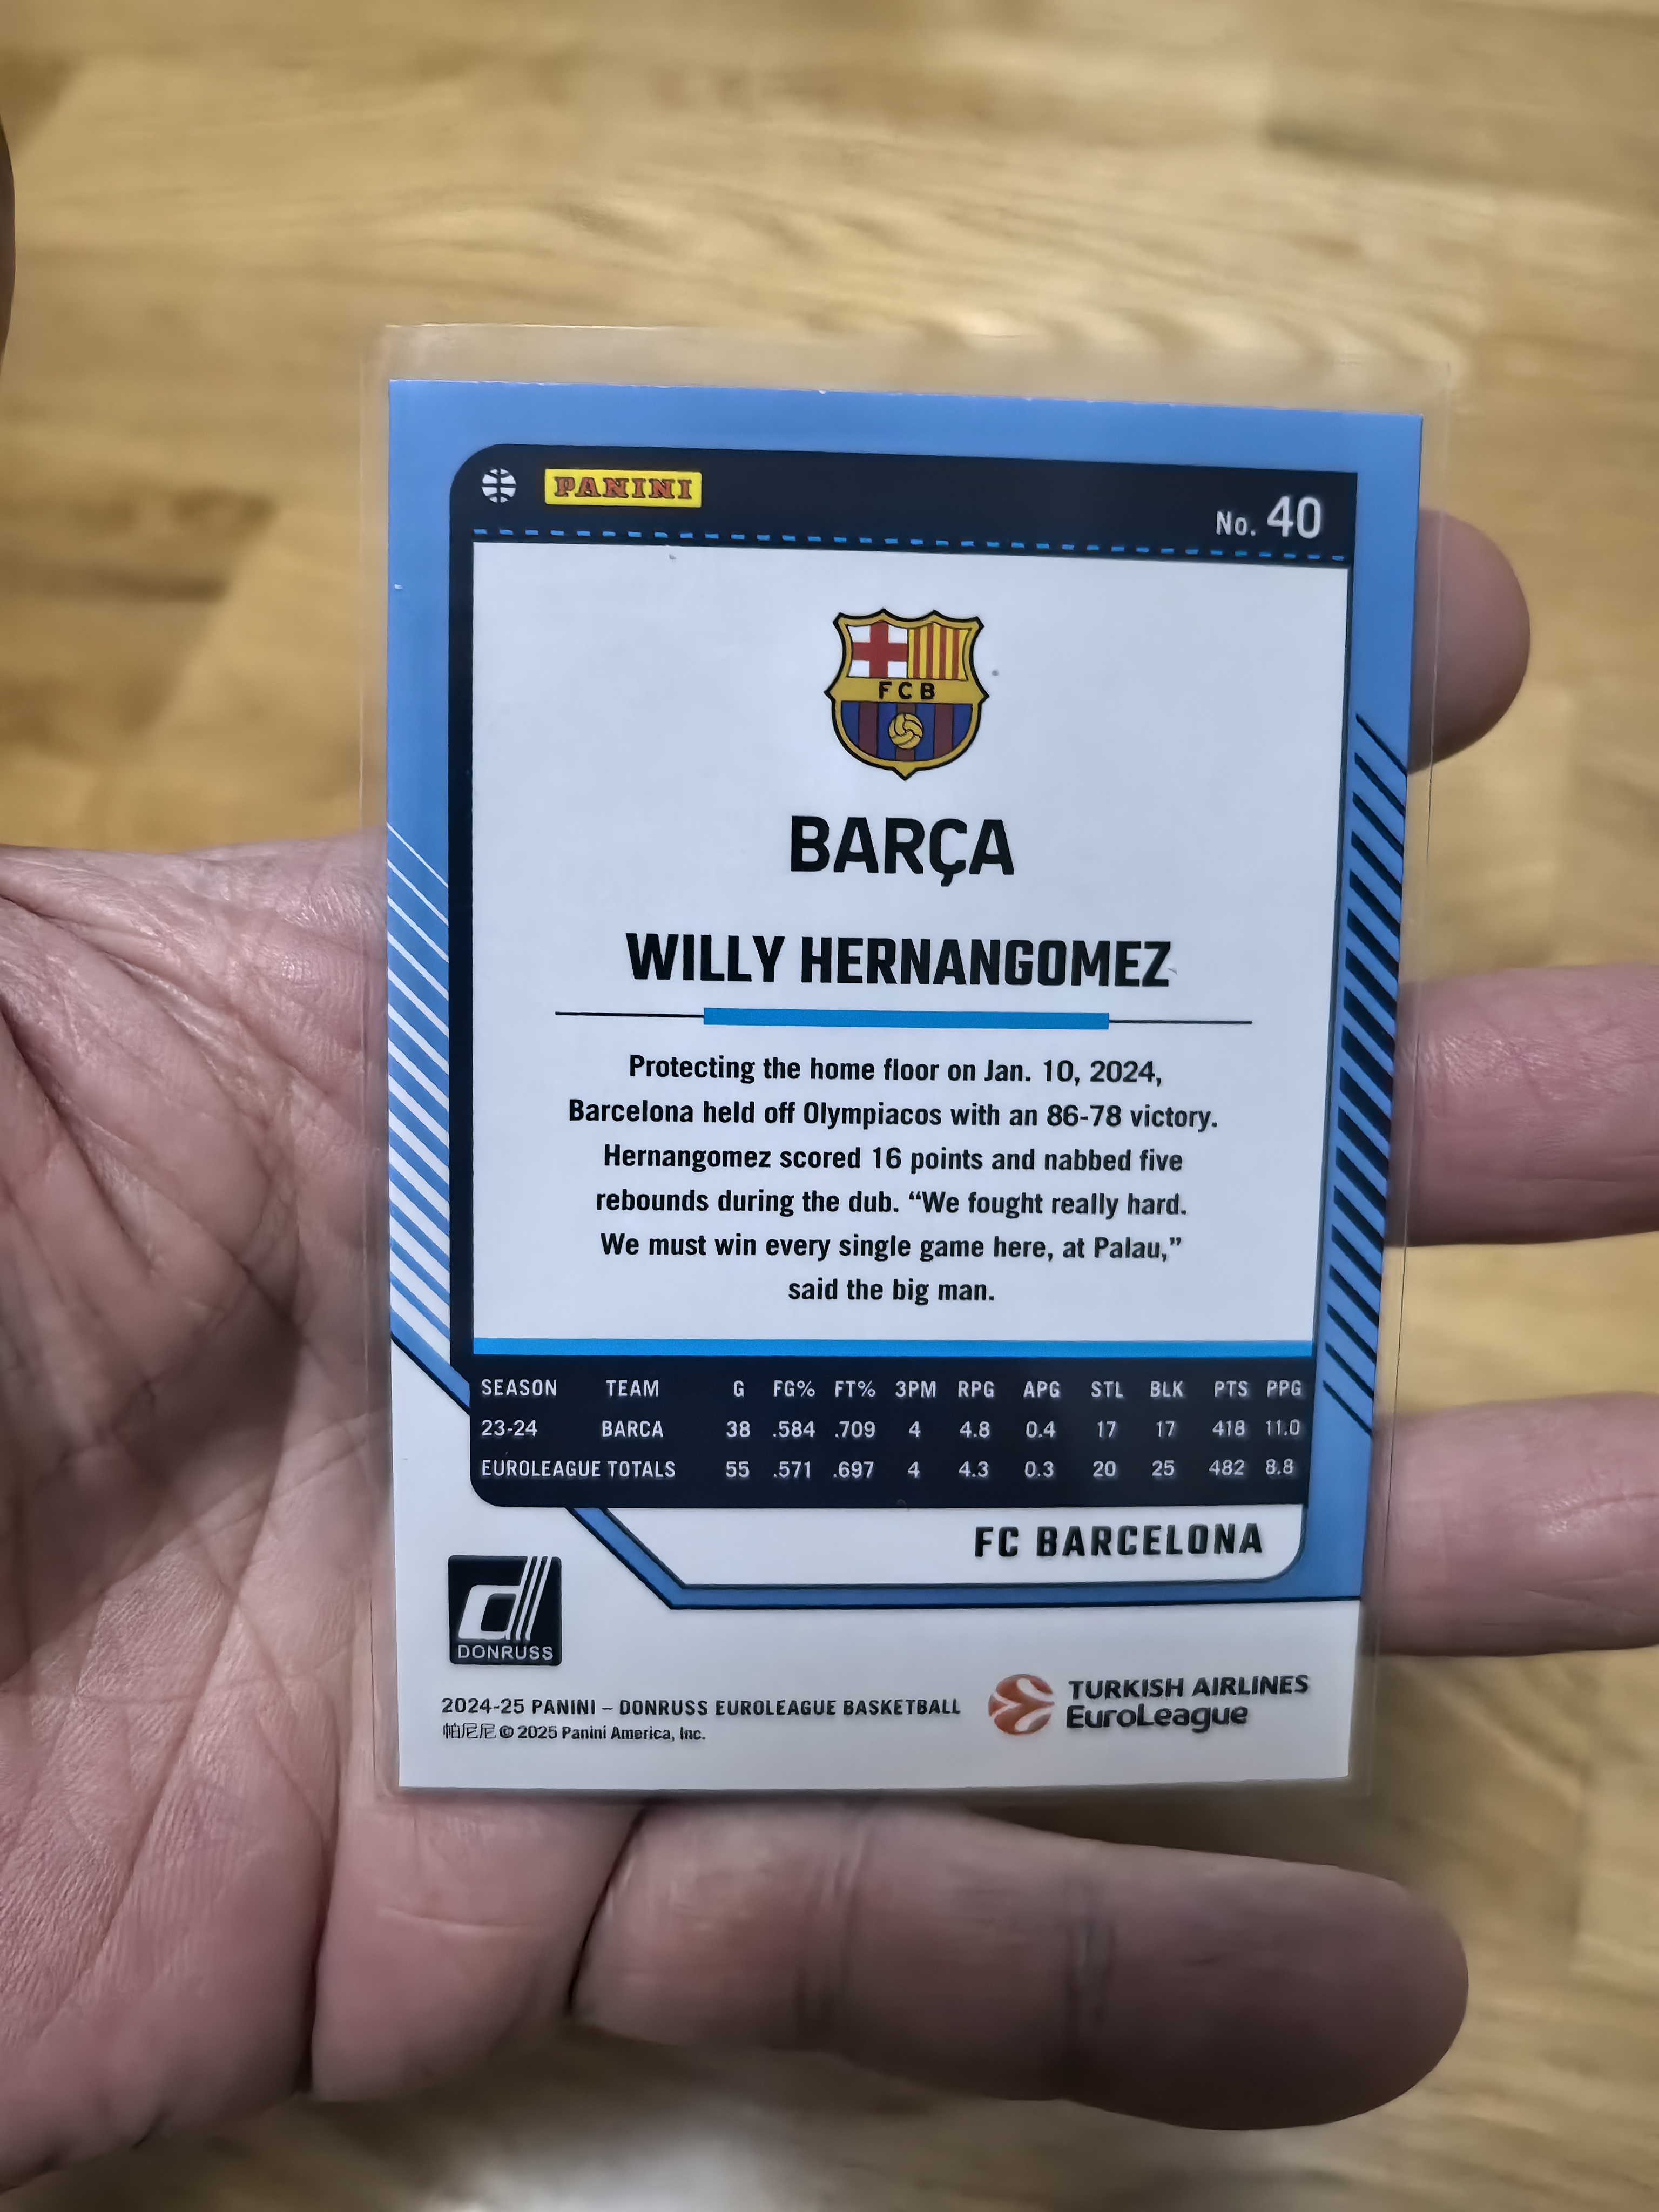 PANINI
No. 40
FCB
BARÇA
WILLY HERNANGOMEZ
Protecting the home floor on Jan. 10, 2024,
Barcelona held off Olympiacos with an 86-78 victory.
Hernangomez scored 16 points and nabbed five
rebounds during the dub. “We fought really hard.
We must win every single game here, at Palau,”
said the big man.
SEASON TEAM G FG% FT% 3PM RPG APG STL BLK PTS PPG
23-24 BARCA 38 .584 .709 4 4.8 0.4 17 17 418 11.0
EUROLEAGUE TOTALS 55 .571 .697 4 4.3 0.3 20 25 482 8.8
FC BARCELONA
d
DONRUSS
2024-25 PANINI – DONRUSS EUROLEAGUE BASKETBALL
帕尼尼 © 2025 Panini America, Inc.
TURKISH AIRLINES
EuroLeague